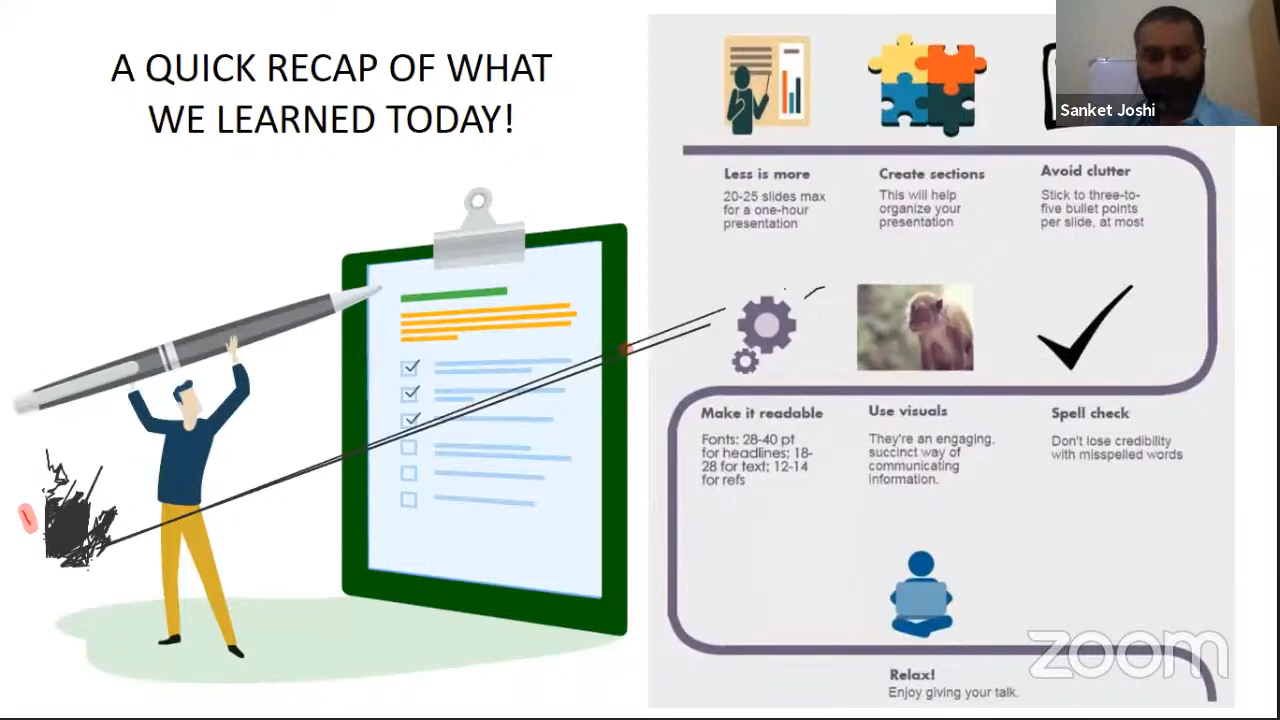 A QUICK RECAP OF WHAT
WE LEARNED TODAY!
Sanket Joshi
Less is more
20-25 slides max
for a one-hour
presentation
Create sections
This will help
organize your
presentation
Avoid clutter
Stick to three-to-
five bullet points
per slide, at most
Make it readable
Fonts: 28-40 pt
for headlines; 18-
28 for text; 12-14
for refs
Use visuals
They're an engaging,
succinct way of
communicating
information.
Spell check
Don't lose credibility
with misspelled words
Relax!
Enjoy giving your talk.
zoom